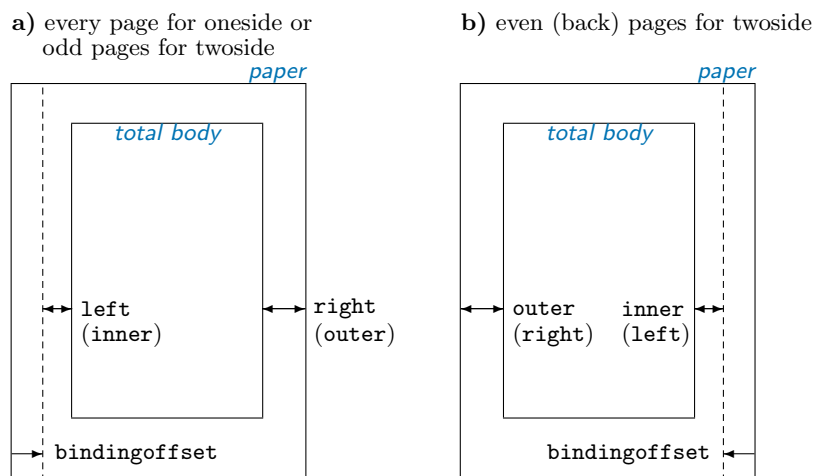 a) every page for oneside or
odd pages for twoside
paper
total body
left
(inner)
right
(outer)
bindingoffset
b) even (back) pages for twoside
paper
total body
outer
(right)
inner
(left)
bindingoffset